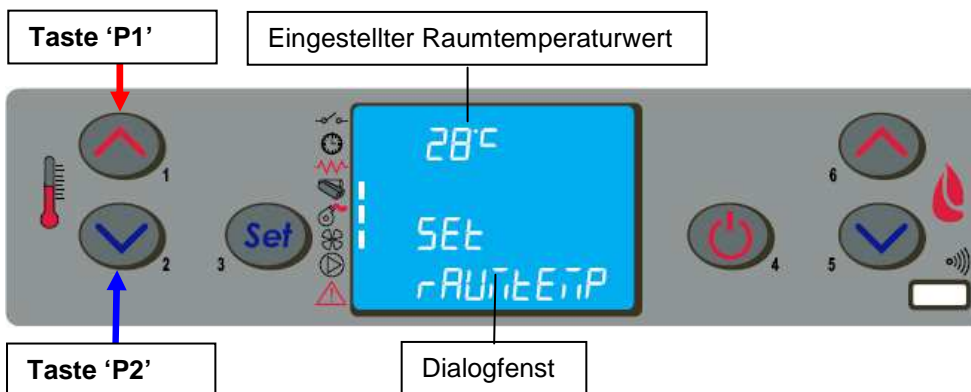 Taste ‘P1’
Eingestellter Raumtemperaturwert
28°C
1
6
Set
3
2
SEt
4
5
rAUMtEMP
Taste ‘P2’
Dialogfenst